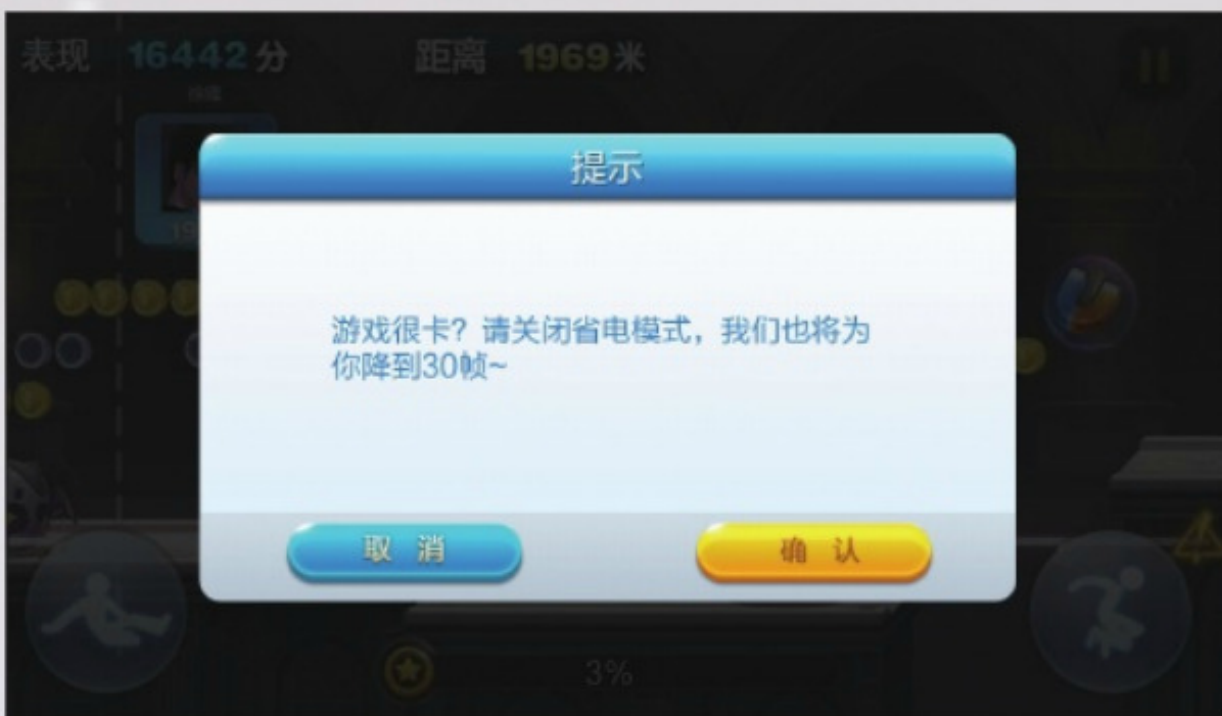 表现 16442分 距离 1969米
提示
游戏很卡？请关闭省电模式，我们也将为
你降到30帧~
取消 确认
3%